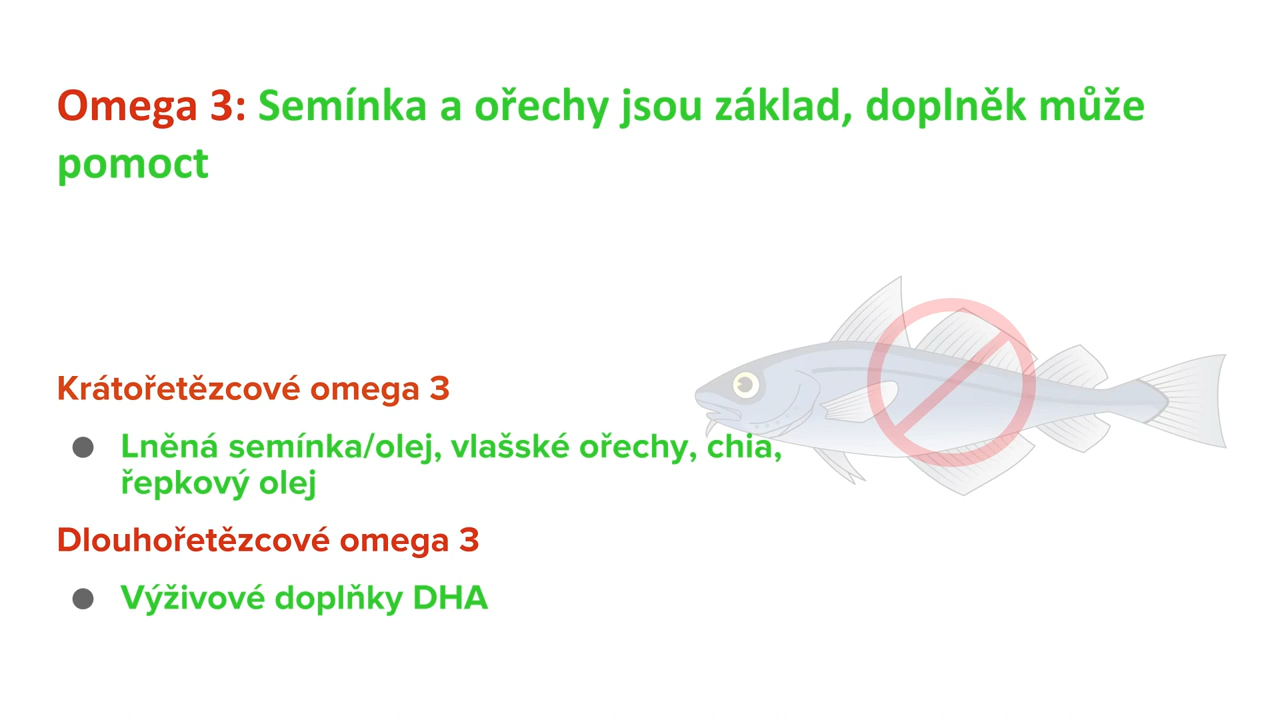 Omega 3: Semínka a ořechy jsou základ, doplněk může
pomoct
Krátořetězcové omega 3
● Lněná semínka/olej, vlašské ořechy, chia,
řepkový olej
Dlouhořetězcové omega 3
● Výživové doplňky DHA